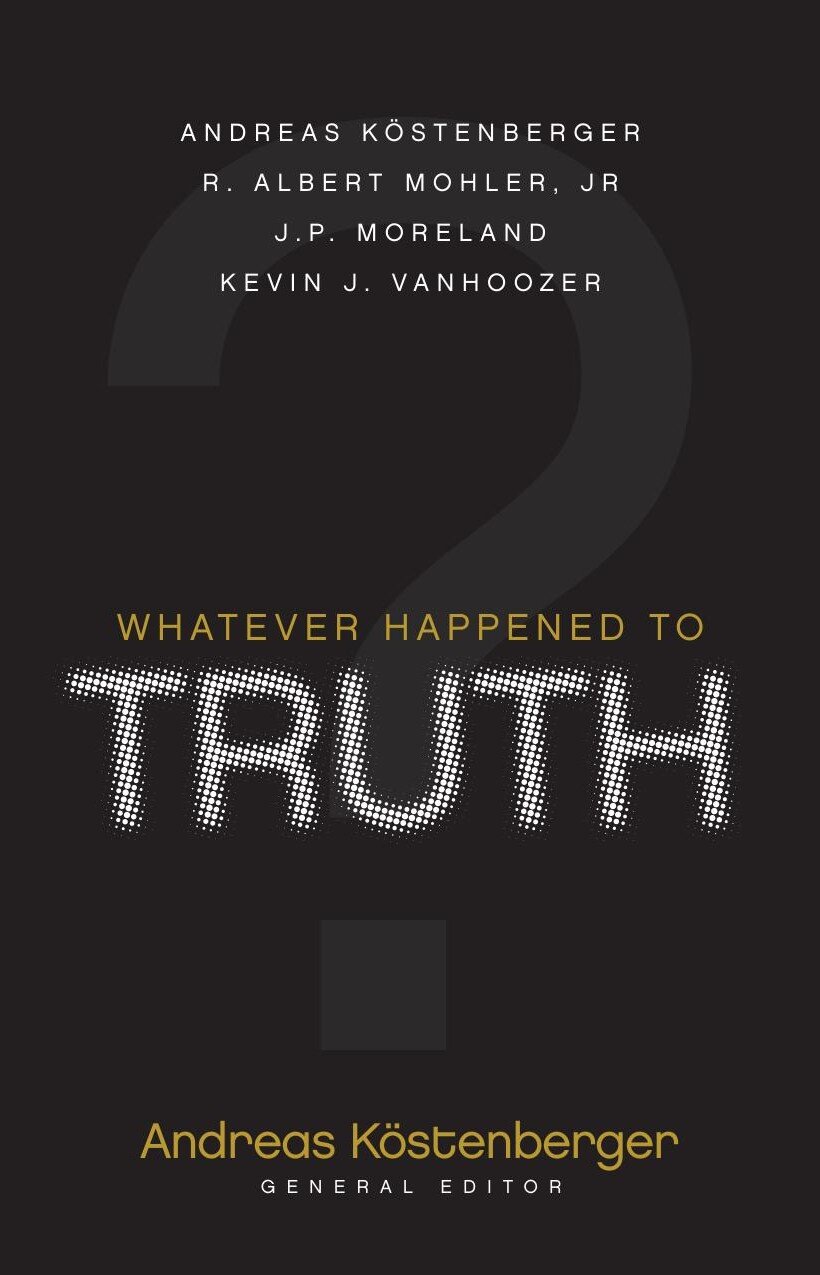 ANDREAS KÖSTENBERGER
R. ALBERT MOHLER, JR
J.P. MORELAND
KEVIN J. VANHOOZER
WHATEVER HAPPENED TO
TRUTH
Andreas Köstenberger
GENERAL EDITOR